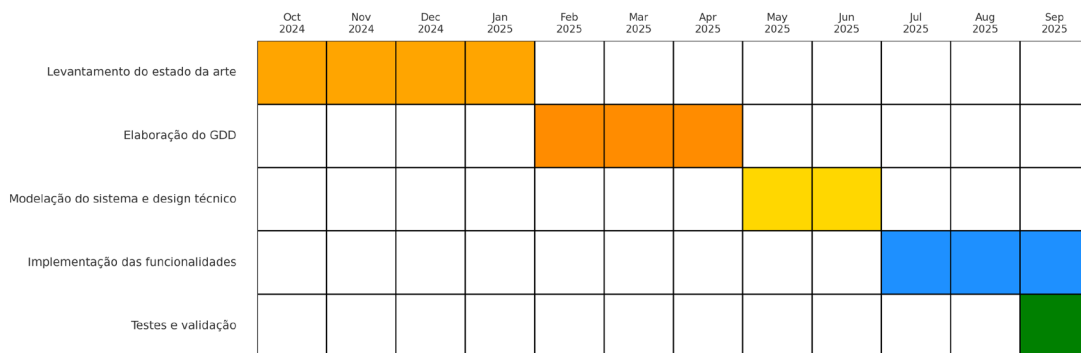 Oct Nov Dec Jan Feb Mar Apr May Jun Jul Aug Sep
2024 2024 2024 2025 2025 2025 2025 2025 2025 2025 2025 2025
Levantamento do estado da arte
Elaboração do GDD
Modelação do sistema e design técnico
Implementação das funcionalidades
Testes e validação